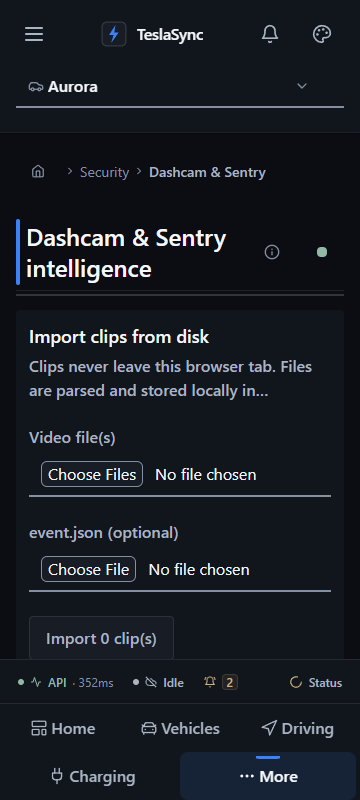 TeslaSync
Aurora
Security
Dashcam & Sentry
Dashcam & Sentry
intelligence
Import clips from disk
Clips never leave this browser tab. Files
are parsed and stored locally in...
Video file(s)
Choose Files No file chosen
event.json (optional)
Choose File No file chosen
Import 0 clip(s)
API · 352ms Idle 2 Status
Home Vehicles Driving
Charging More